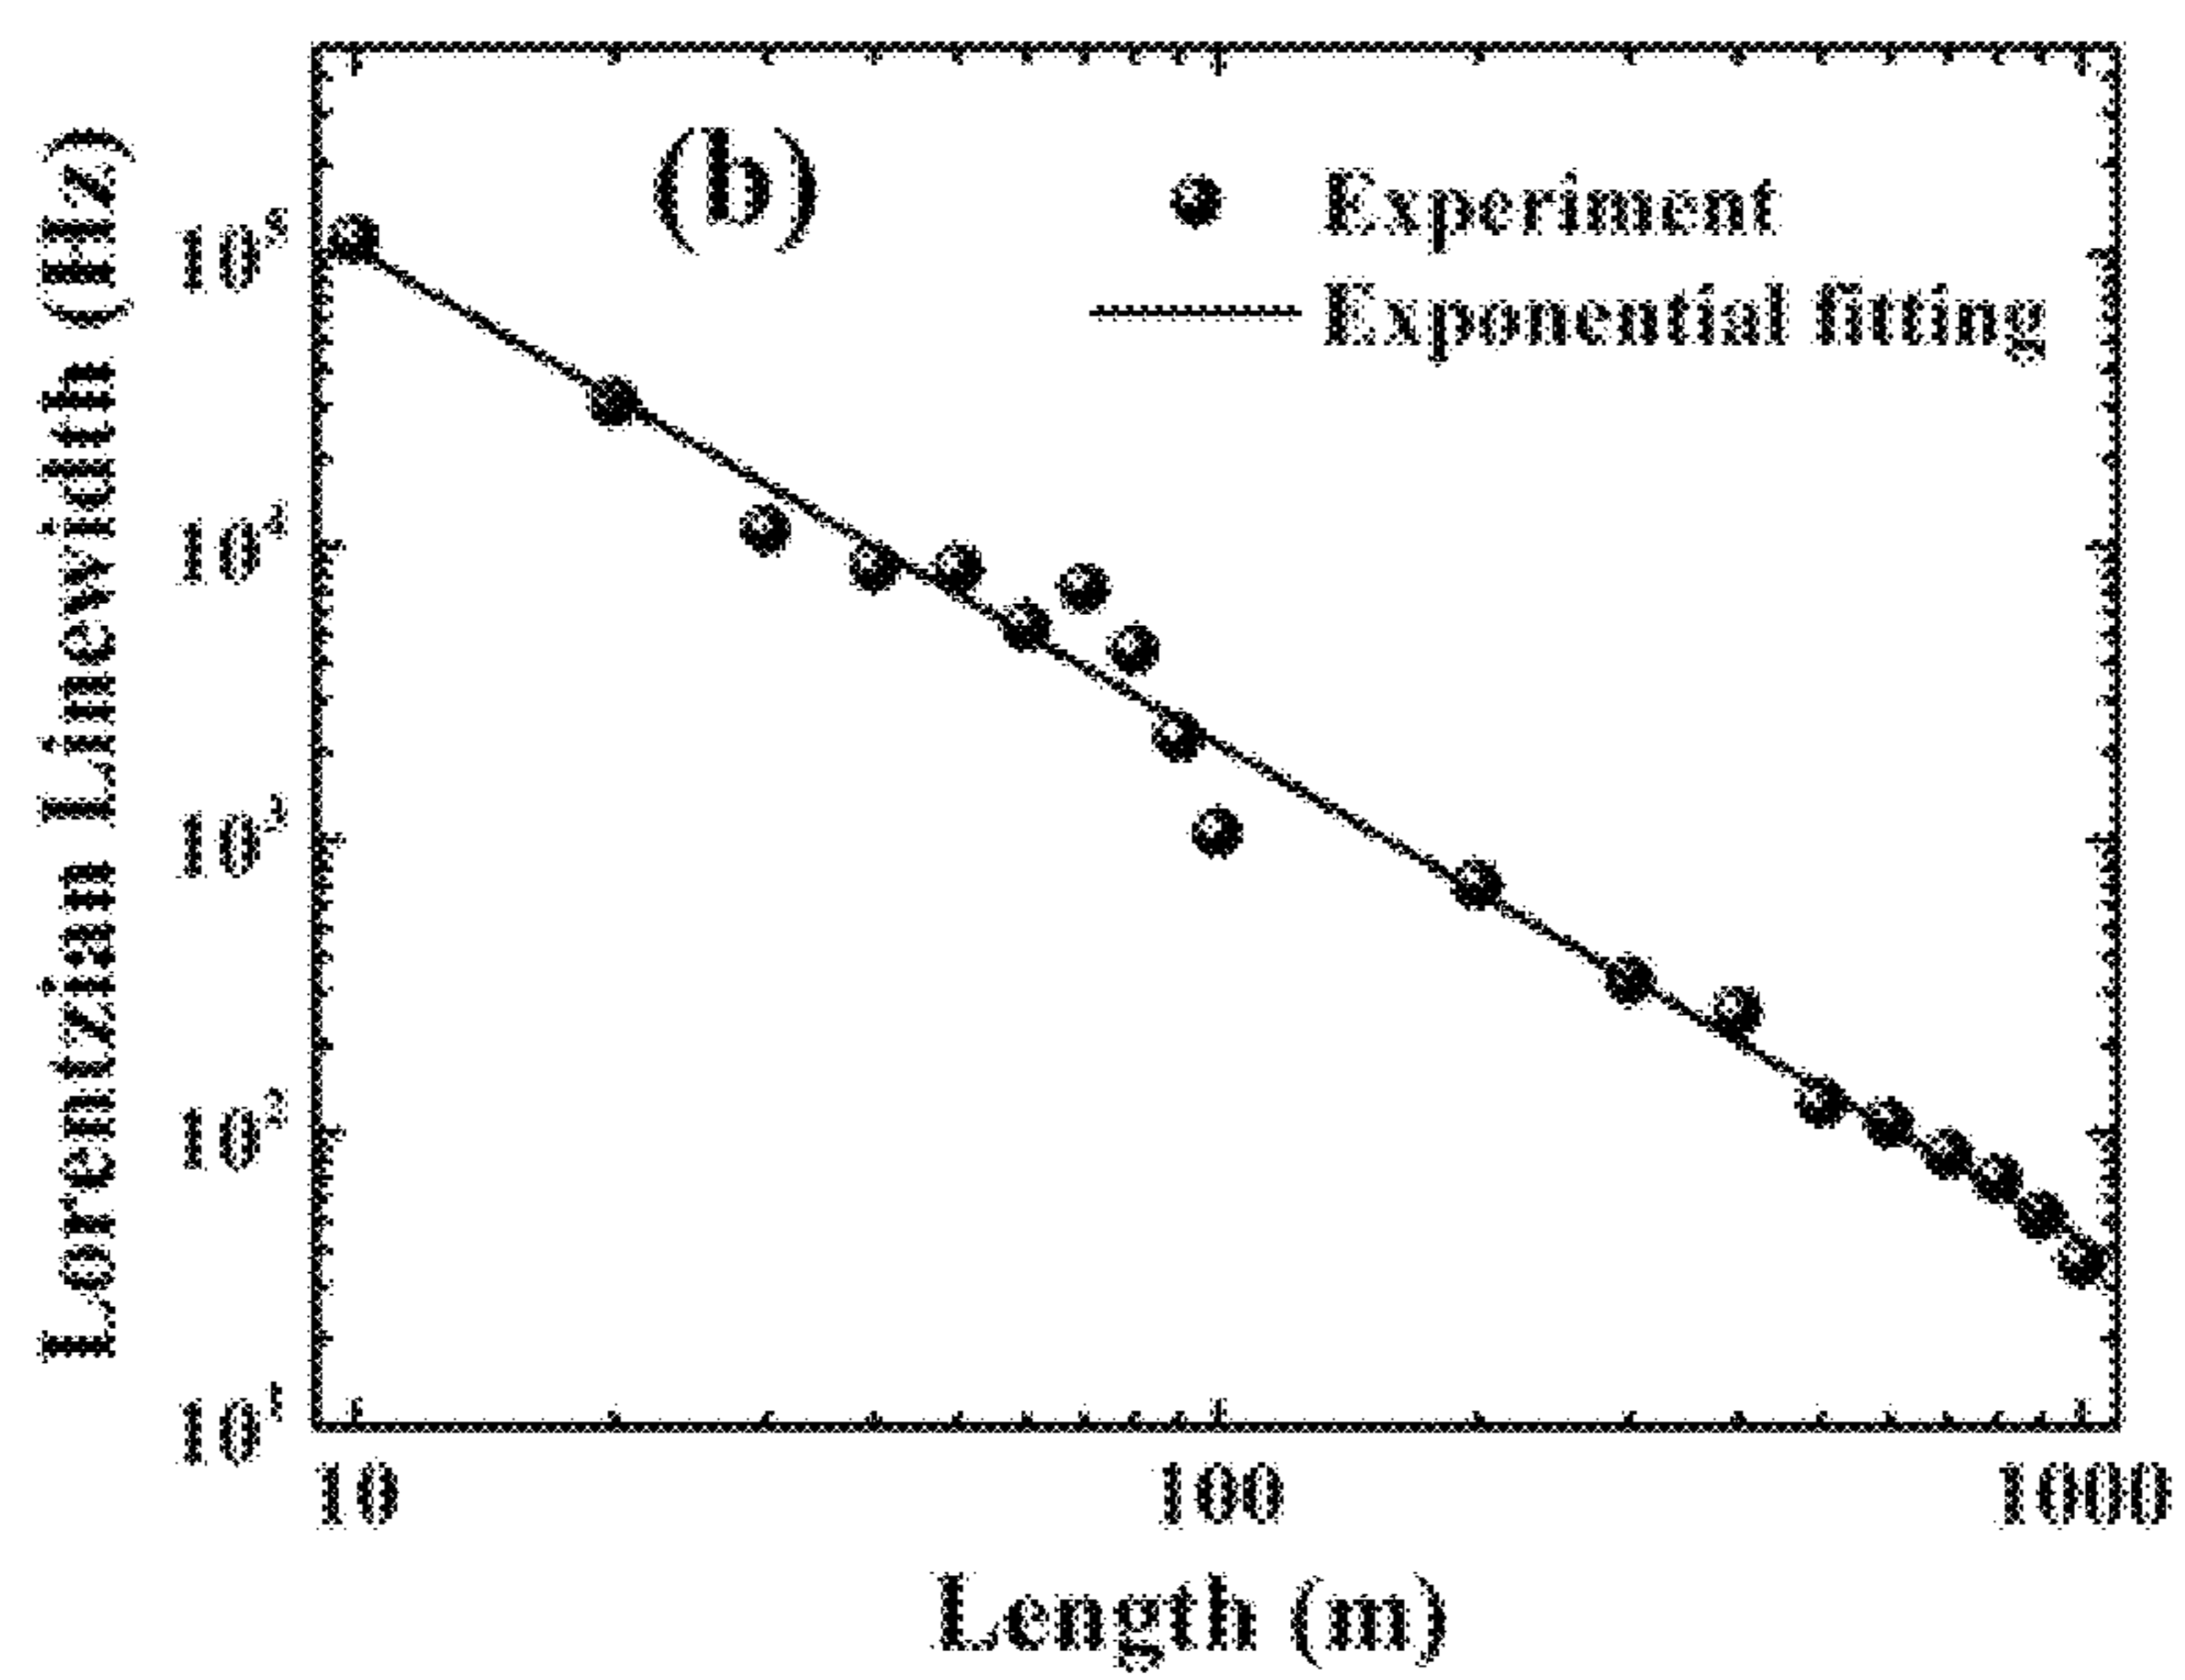 (b)
Experiment
Exponential fitting
Lorentzian Linewidth (Hz)
10⁵
10⁴
10³
10²
10¹
10
100
1000
Length (m)